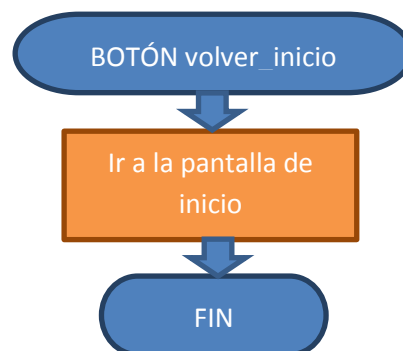 BOTÓN volver_inicio
Ir a la pantalla de
inicio
FIN